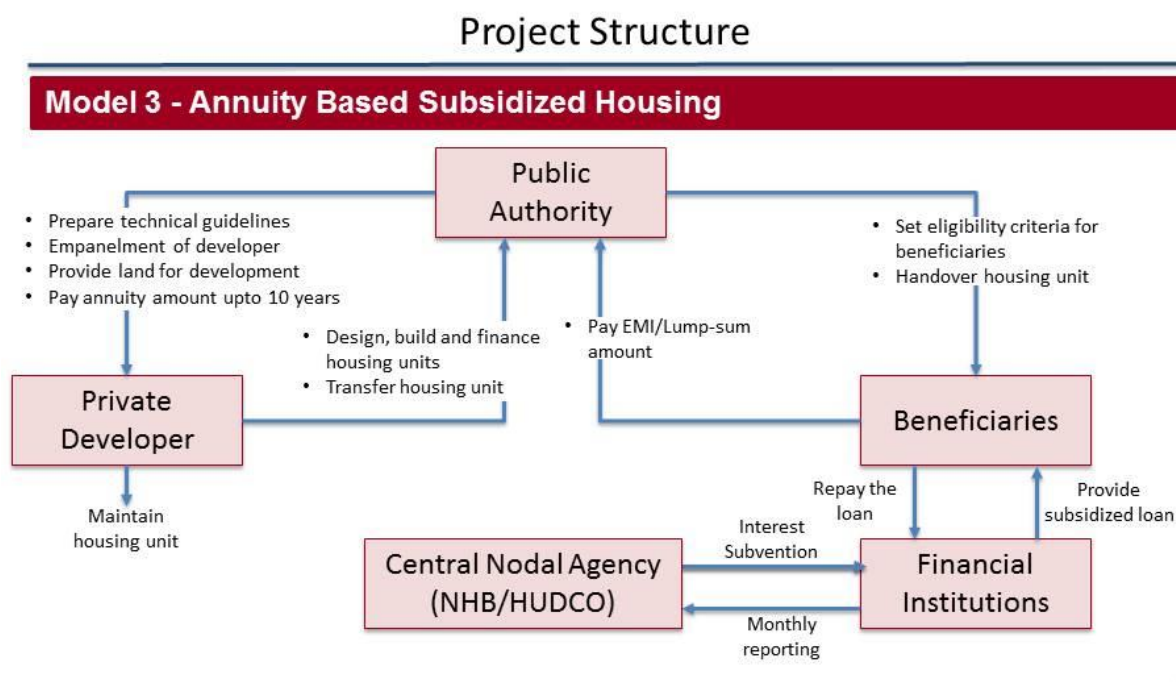 Project Structure
Model 3 - Annuity Based Subsidized Housing
Public
Authority
• Prepare technical guidelines
• Empanelment of developer
• Provide land for development
• Pay annuity amount upto 10 years
• Set eligibility criteria for
beneficiaries
• Handover housing unit
• Design, build and finance
housing units
• Transfer housing unit
• Pay EMI/Lump-sum
amount
Private
Developer
Beneficiaries
Maintain
housing unit
Repay the
loan
Provide
subsidized loan
Interest
Subvention
Central Nodal Agency
(NHB/HUDCO)
Financial
Institutions
Monthly
reporting